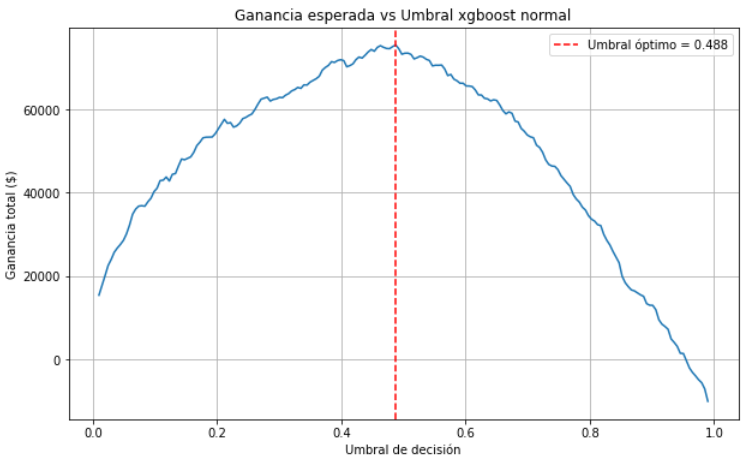 Ganancia esperada vs Umbral xgboost normal
Umbral óptimo = 0.488
Ganancia total ($)
60000
40000
20000
0
0.0 0.2 0.4 0.6 0.8 1.0
Umbral de decisión